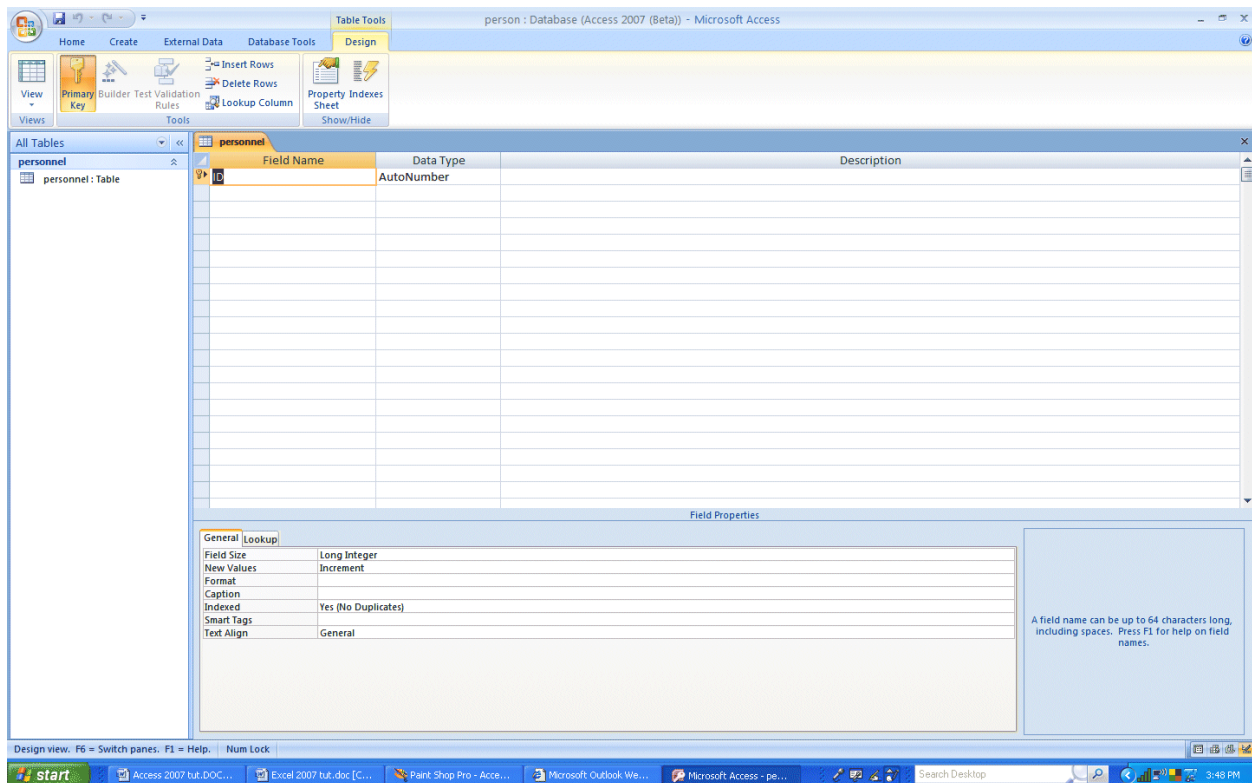 Table Tools
person : Database (Access 2007 (Beta)) - Microsoft Access
Home Create External Data Database Tools Design
View
Primary Key
Builder
Test Validation Rules
Insert Rows
Delete Rows
Lookup Column
Property Sheet
Indexes
Views Tools Show/Hide
All Tables
personnel
personnel : Table
personnel
Field Name Data Type Description
ID AutoNumber
Field Properties
General Lookup
Field Size Long Integer
New Values Increment
Format
Caption
Indexed Yes (No Duplicates)
Smart Tags
Text Align General
A field name can be up to 64 characters long,
including spaces. Press F1 for help on field
names.
Design view. F6 = Switch panes. F1 = Help. Num Lock
start Access 2007 tut.DOC... Excel 2007 tut.doc [C... Paint Shop Pro - Acce... Microsoft Outlook We... Microsoft Access - pe... Search Desktop 3:48 PM